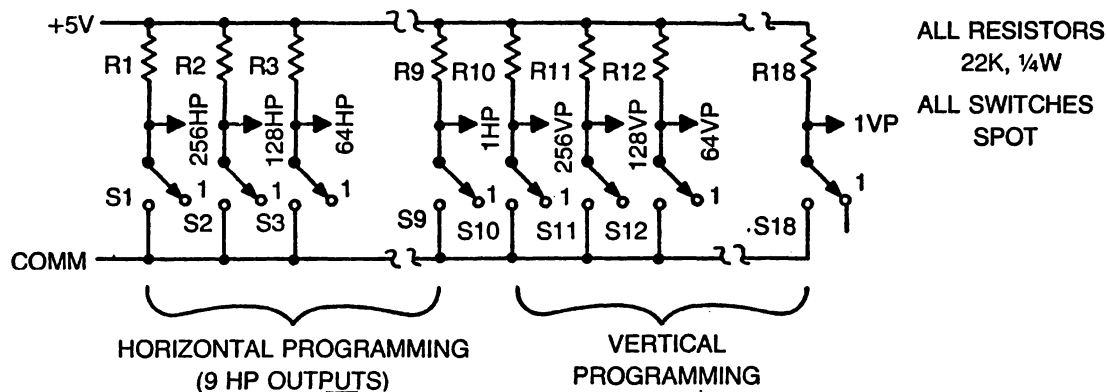 +5V
R1 R2 R3 R9 R10 R11 R12 R18
ALL RESISTORS
22K, ¼W
ALL SWITCHES
SPOT
256HP 128HP 64HP 1HP 256VP 128VP 64VP 1VP
1 1 1 1 1 1 1 1
S1 S2 S3 S9 S10 S11 S12 S18
COMM
HORIZONTAL PROGRAMMING
(9 HP OUTPUTS)
VERTICAL
PROGRAMMING